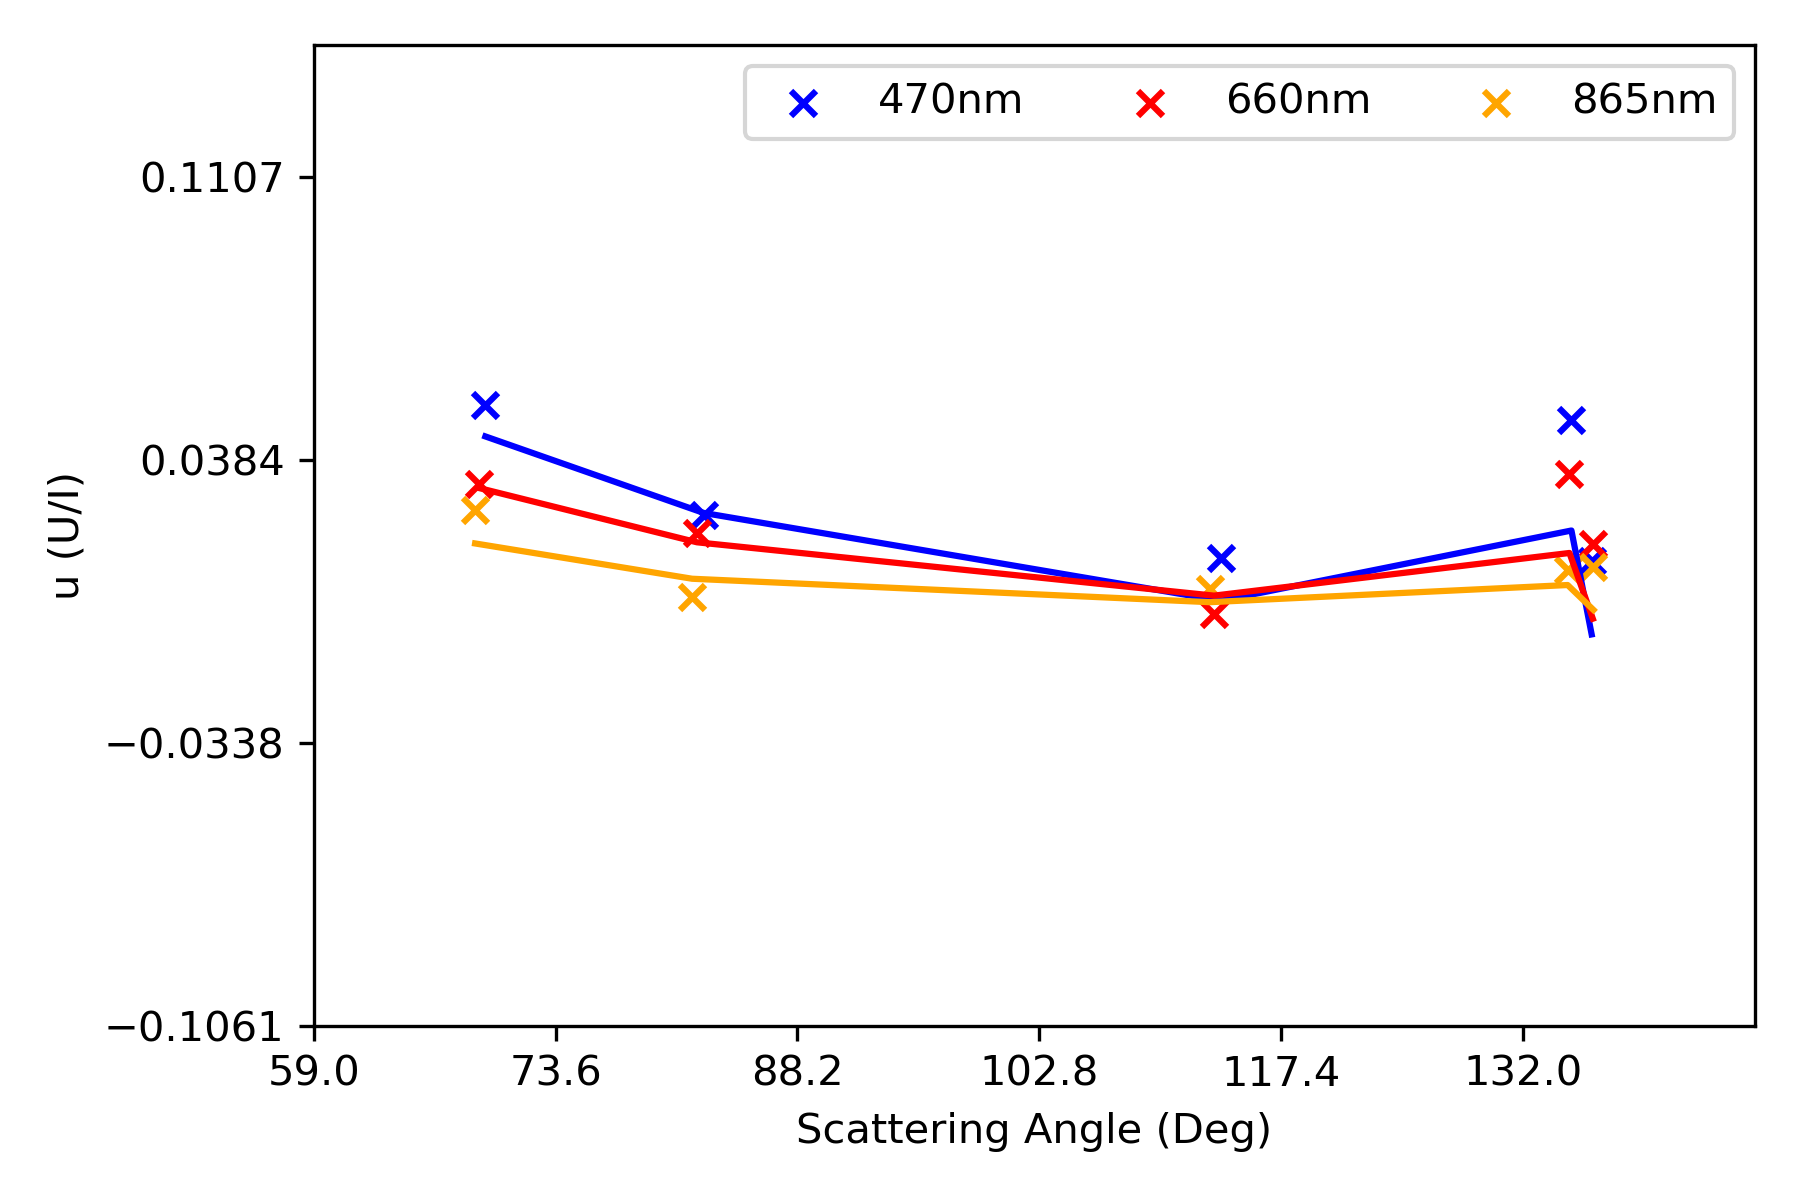 470nm 660nm 865nm
0.1107
0.0384
−0.0338
−0.1061
u (U/I)
59.0 73.6 88.2 102.8 117.4 132.0
Scattering Angle (Deg)